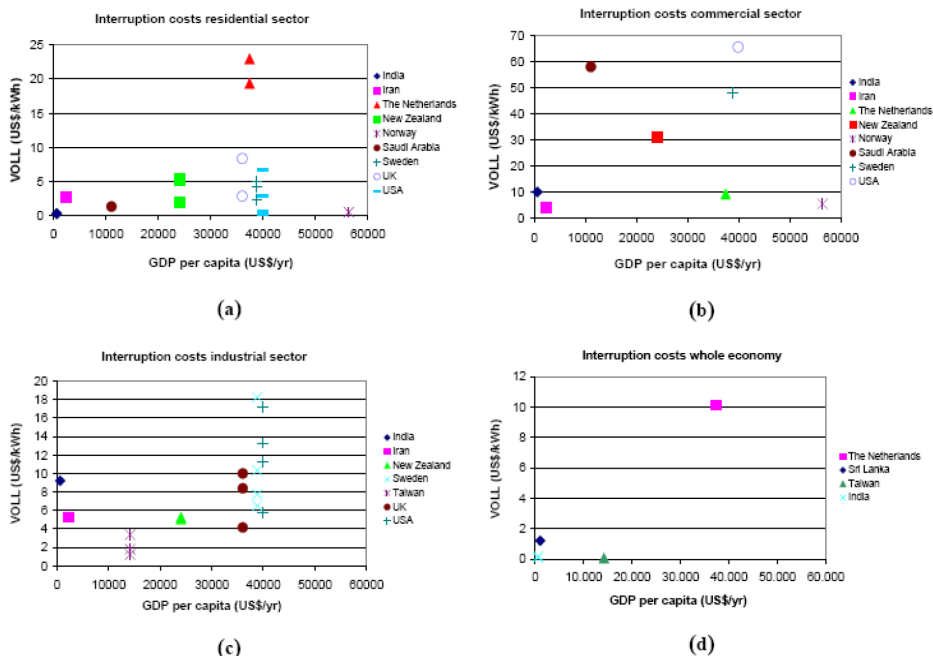 Interruption costs residential sector
VOLL (US$/kWh)
25
20
15
10
5
0
0 10000 20000 30000 40000 50000 60000
GDP per capita (US$/yr)
India
Iran
The Netherlands
New Zealand
Norway
Saudi Arabia
Sweden
UK
USA
(a)
Interruption costs commercial sector
VOLL (US$/kWh)
70
60
50
40
30
20
10
0
0 10000 20000 30000 40000 50000 60000
GDP per capita (US$/yr)
India
Iran
The Netherlands
New Zealand
Norway
Saudi Arabia
Sweden
USA
(b)
Interruption costs industrial sector
VOLL (US$/kWh)
20
18
16
14
12
10
8
6
4
2
0
0 10000 20000 30000 40000 50000 60000
GDP per capita (US$/yr)
India
Iran
New Zealand
Sweden
Taiwan
UK
USA
(c)
Interruption costs whole economy
VOLL (US$/kWh)
12
10
8
6
4
2
0
0 10.000 20.000 30.000 40.000 50.000 60.000
GDP per capita (US$/yr)
The Netherlands
Sri Lanka
Taiwan
India
(d)